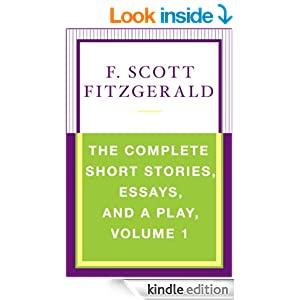 Look Inside!
F. SCOTT
FITZGERALD
THE COMPLETE
SHORT STORIES,
ESSAYS,
AND A PLAY,
VOLUME 1
kindle edition